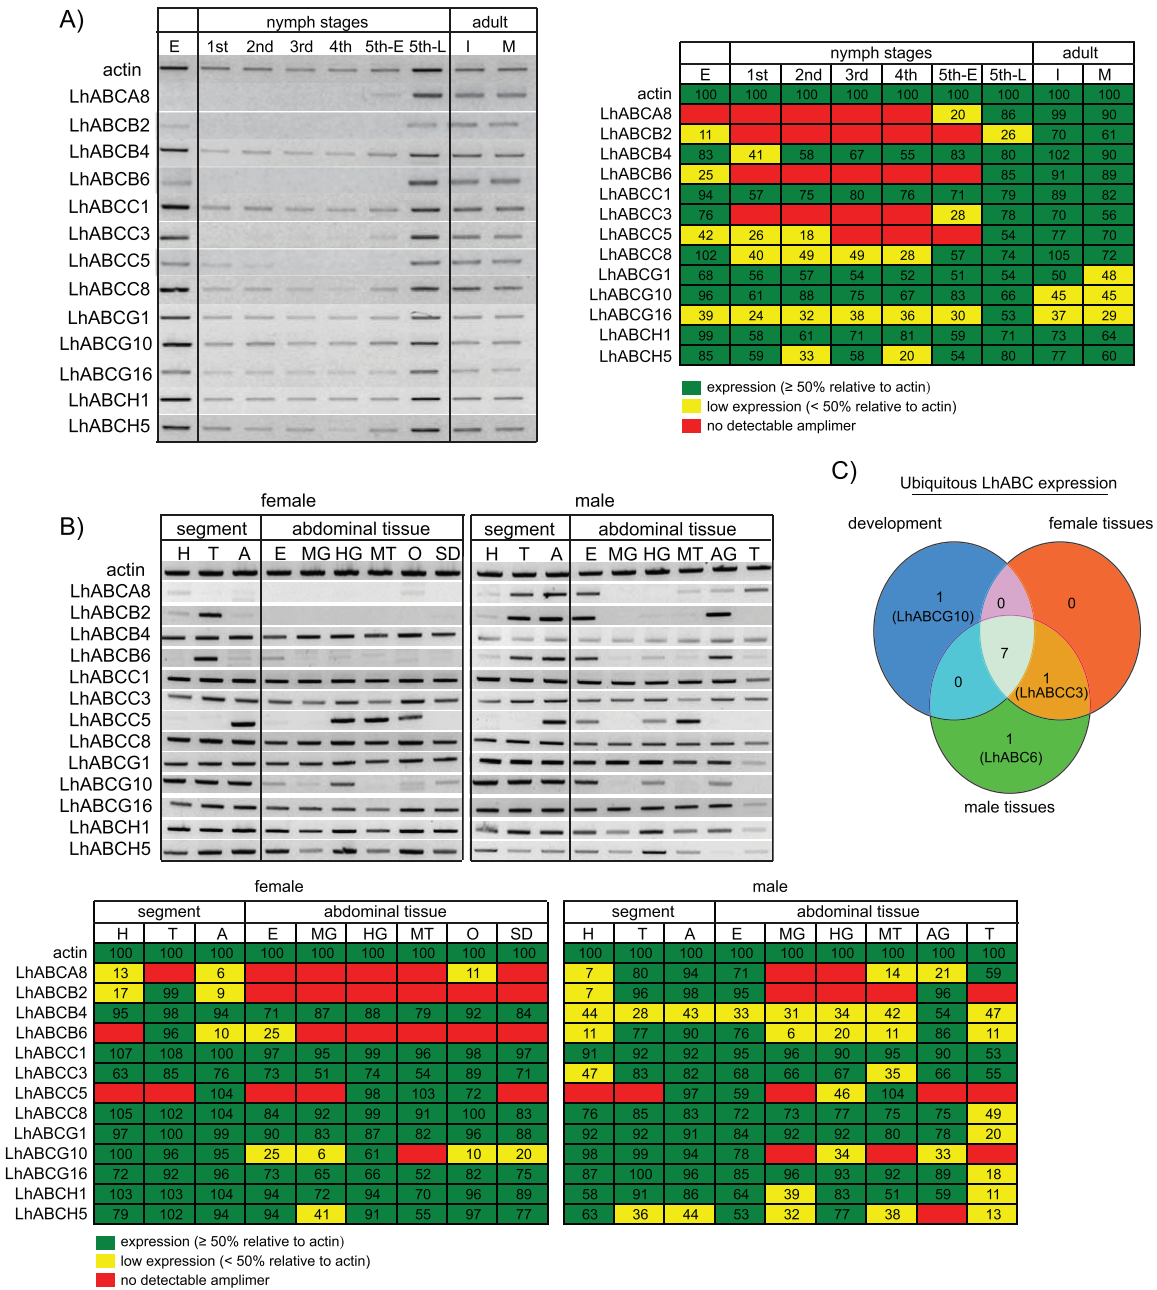 A)
nymph stages adult
E 1st 2nd 3rd 4th 5th-E 5th-L I M
actin
LhABCA8
LhABCB2
LhABCB4
LhABCB6
LhABCC1
LhABCC3
LhABCC5
LhABCC8
LhABCG1
LhABCG10
LhABCG16
LhABCH1
LhABCH5
nymph stages adult
E 1st 2nd 3rd 4th 5th-E 5th-L I M
actin 100 100 100 100 100 100 100 100 100
LhABCA8 20 86 99 90
LhABCB2 11 26 70 61
LhABCB4 83 41 58 67 55 83 80 102 90
LhABCB6 25 85 91 89
LhABCC1 94 57 75 80 76 71 79 89 82
LhABCC3 76 28 78 70 56
LhABCC5 42 26 18 54 77 70
LhABCC8 102 40 49 49 28 57 74 105 72
LhABCG1 68 56 57 54 52 51 54 50 48
LhABCG10 96 61 88 75 67 83 66 45 45
LhABCG16 39 24 32 38 36 30 53 37 29
LhABCH1 99 58 61 71 81 59 71 73 64
LhABCH5 85 59 33 58 20 54 80 77 60
expression (≥ 50% relative to actin)
low expression (< 50% relative to actin)
no detectable amplimer
B)
female male
segment abdominal tissue segment abdominal tissue
H T A E MG HG MT O SD H T A E MG HG MT AG T
actin
LhABCA8
LhABCB2
LhABCB4
LhABCB6
LhABCC1
LhABCC3
LhABCC5
LhABCC8
LhABCG1
LhABCG10
LhABCG16
LhABCH1
LhABCH5
C)
Ubiquitous LhABC expression
development female tissues
1
(LhABCG10)
0 0
7
0
1
(LhABCC3)
1
(LhABC6)
male tissues
female male
segment abdominal tissue segment abdominal tissue
H T A E MG HG MT O SD H T A E MG HG MT AG T
actin 100 100 100 100 100 100 100 100 100 100 100 100 100 100 100 100 100 100
LhABCA8 13 6 11 7 80 94 71 14 21 59
LhABCB2 17 99 9 7 96 98 95 96
LhABCB4 95 98 94 71 87 88 79 92 84 44 28 43 33 31 34 42 54 47
LhABCB6 96 10 25 11 77 90 76 6 20 11 86 11
LhABCC1 107 108 100 97 95 99 96 98 97 91 92 92 95 96 90 95 90 53
LhABCC3 63 85 76 73 51 74 54 89 71 47 83 82 68 66 67 35 66 55
LhABCC5 104 98 103 72 97 59 46 104
LhABCC8 105 102 104 84 92 99 91 100 83 76 85 83 72 73 77 75 75 49
LhABCG1 97 100 99 90 83 87 82 96 88 92 92 91 84 92 92 80 78 20
LhABCG10 100 96 95 25 6 61 10 20 98 99 94 78 34 33
LhABCG16 72 92 96 73 65 66 52 82 75 87 100 96 85 96 93 92 89 18
LhABCH1 103 103 104 94 72 94 70 96 89 58 91 86 64 39 83 51 59 11
LhABCH5 79 102 94 94 41 91 55 97 77 63 36 44 53 32 77 38 13
expression (≥ 50% relative to actin)
low expression (< 50% relative to actin)
no detectable amplimer